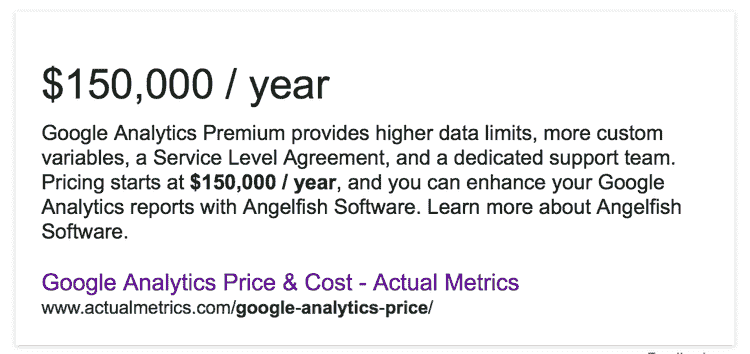 $150,000 / year
Google Analytics Premium provides higher data limits, more custom
variables, a Service Level Agreement, and a dedicated support team.
Pricing starts at $150,000 / year, and you can enhance your Google
Analytics reports with Angelfish Software. Learn more about Angelfish
Software.
Google Analytics Price & Cost - Actual Metrics
www.actualmetrics.com/google-analytics-price/